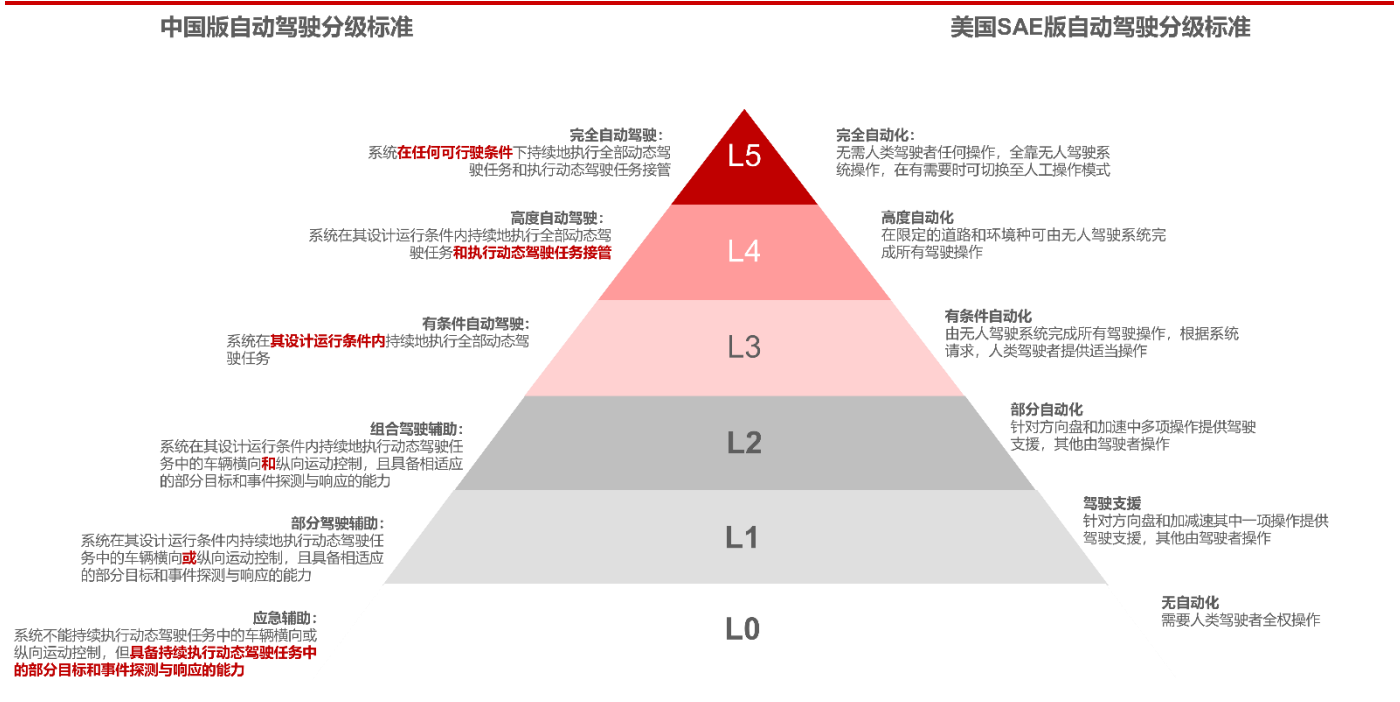 中国版自动驾驶分级标准
美国SAE版自动驾驶分级标准
完全自动驾驶：
系统在任何可行驶条件下持续地执行全部动态驾
驶任务和执行动态驾驶任务接管
L5
完全自动化：
无需人类驾驶者任何操作，全靠无人驾驶系
统操作，在有需要时可切换至人工操作模式
高度自动驾驶：
系统在其设计运行条件内持续地执行全部动态驾
驶任务和执行动态驾驶任务接管
L4
高度自动化
在限定的道路和环境种可由无人驾驶系统完
成所有驾驶操作
有条件自动驾驶：
系统在其设计运行条件内持续地执行全部动态驾
驶任务
L3
有条件自动化
由无人驾驶系统完成所有驾驶操作，根据系统
请求，人类驾驶者提供适当操作
组合驾驶辅助：
系统在其设计运行条件内持续地执行动态驾驶任
务中的车辆横向和纵向运动控制，且具备相适应
的部分目标和事件探测与响应的能力
L2
部分自动化
针对方向盘和加速中多项操作提供驾驶
支援，其他由驾驶者操作
部分驾驶辅助：
系统在其设计运行条件内持续地执行动态驾驶任
务中的车辆横向或纵向运动控制，且具备相适应
的部分目标和事件探测与响应的能力
L1
驾驶支援
针对方向盘和加减速其中一项操作提供
驾驶支援，其他由驾驶者操作
应急辅助：
系统不能持续执行动态驾驶任务中的车辆横向或
纵向运动控制，但具备持续执行动态驾驶任务中
的部分目标和事件探测与响应的能力
L0
无自动化
需要人类驾驶者全权操作